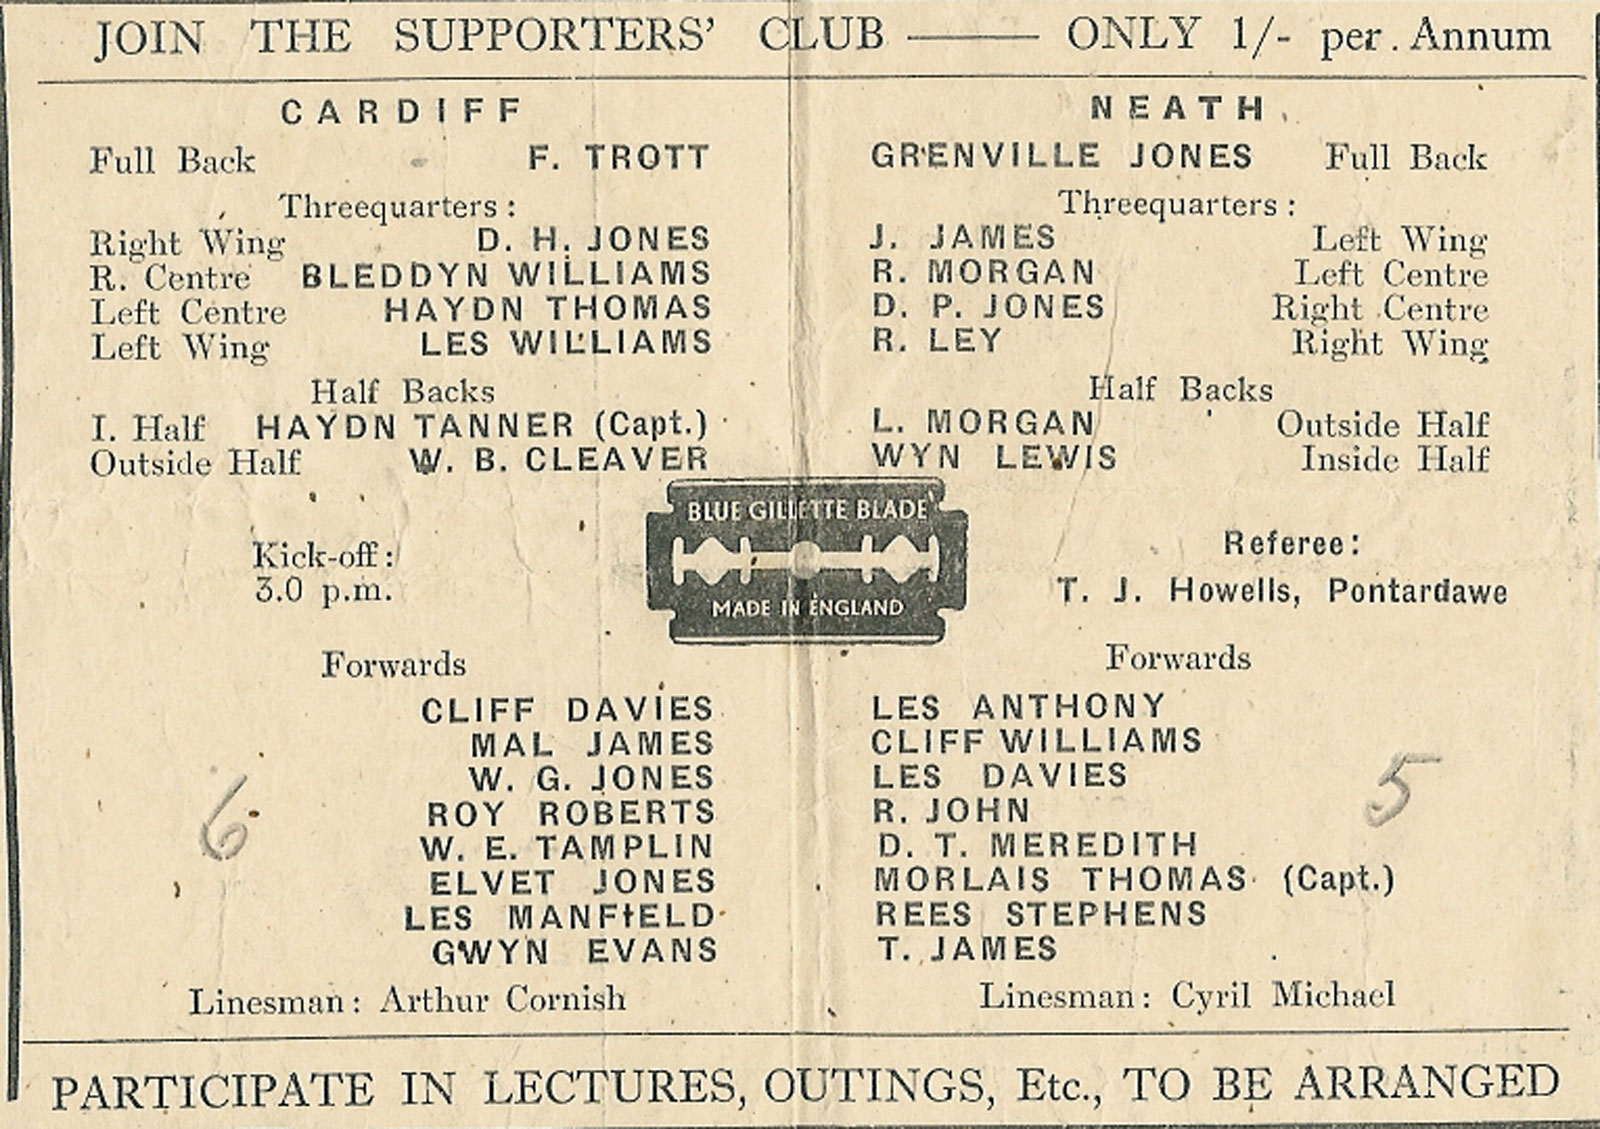 JOIN THE SUPPORTERS' CLUB —— ONLY 1/- per. Annum
CARDIFF
Full Back F. TROTT
Threequarters:
Right Wing D. H. JONES
R. Centre BLEDDYN WILLIAMS
Left Centre HAYDN THOMAS
Left Wing LES WILLIAMS
Half Backs
I. Half HAYDN TANNER (Capt.)
Outside Half W. B. CLEAVER
Kick-off:
3.0 p.m.
Forwards
CLIFF DAVIES
MAL JAMES
W. G. JONES
ROY ROBERTS
W. E. TAMPLIN
ELVET JONES
LES MANFIELD
GWYN EVANS
6
Linesman: Arthur Cornish
BLUE GILLETTE BLADE
MADE IN ENGLAND
NEATH
GRENVILLE JONES Full Back
Threequarters:
J. JAMES Left Wing
R. MORGAN Left Centre
D. P. JONES Right Centre
R. LEY Right Wing
Half Backs
L. MORGAN Outside Half
WYN LEWIS Inside Half
Referee:
T. J. Howells, Pontardawe
Forwards
LES ANTHONY
CLIFF WILLIAMS
LES DAVIES
R. JOHN
D. T. MEREDITH
MORLAIS THOMAS (Capt.)
REES STEPHENS
T. JAMES
5
Linesman: Cyril Michael
PARTICIPATE IN LECTURES, OUTINGS, Etc., TO BE ARRANGED